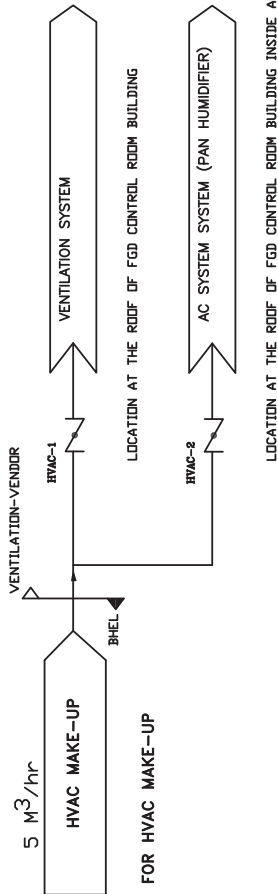 5 M³/hr
HVAC MAKE-UP
FOR HVAC MAKE-UP
VENTILATION-VENDOR
BHEL
HVAC-1
VENTILATION SYSTEM
LOCATION AT THE ROOF OF FGD CONTROL ROOM BUILDING
HVAC-2
AC SYSTEM SYSTEM (PAN HUMIDIFIER)
LOCATION AT THE ROOF OF FGD CONTROL ROOM BUILDING INSIDE A